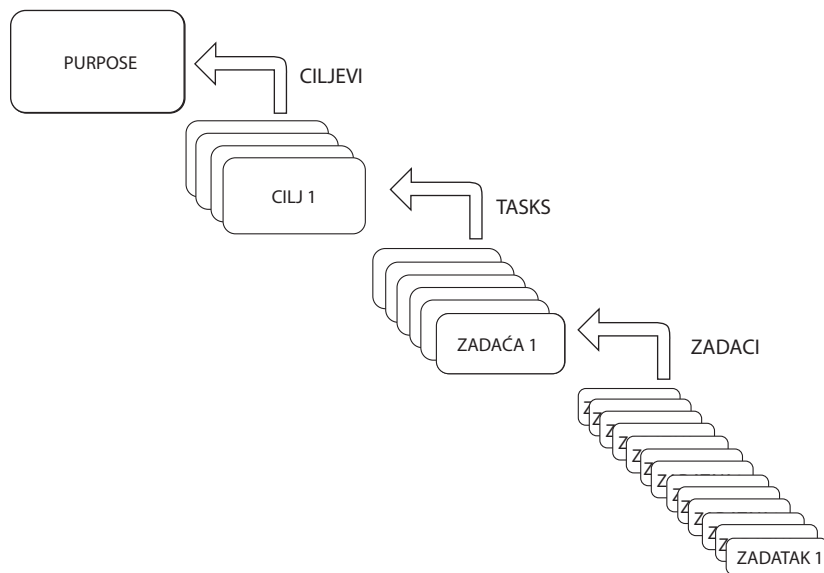 PURPOSE
CILJEVI
CILJ 1
TASKS
ZADAĆA 1
ZADACI
ZADATAK 1